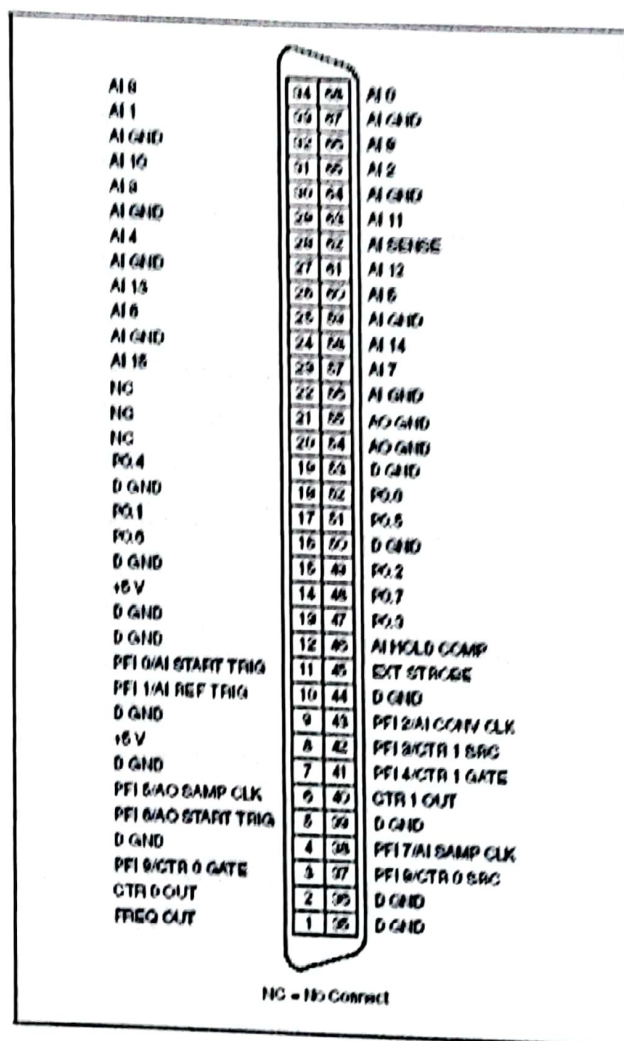 AI 8 34 68 AI 0
AI 1 33 67 AI GND
AI GND 32 66 AI 9
AI 10 31 65 AI 2
AI 3 30 64 AI GND
AI GND 29 63 AI 11
AI 4 28 62 AI SENSE
AI GND 27 61 AI 12
AI 13 26 60 AI 5
AI 6 25 59 AI GND
AI GND 24 58 AI 14
AI 15 23 57 AI 7
NC 22 56 AI GND
NC 21 55 AO GND
NC 20 54 AO GND
P0.4 19 53 D GND
D GND 18 52 P0.0
P0.1 17 51 P0.5
P0.6 16 50 D GND
D GND 15 49 P0.2
+5 V 14 48 P0.7
D GND 13 47 P0.3
D GND 12 46 AI HOLD COMP
PFI 0/AI START TRIG 11 45 EXT STROBE
PFI 1/AI REF TRIG 10 44 D GND
D GND 9 43 PFI 2/AI CONV CLK
+5 V 8 42 PFI 3/CTR 1 SRC
D GND 7 41 PFI 4/CTR 1 GATE
PFI 5/AO SAMP CLK 6 40 CTR 1 OUT
PFI 6/AO START TRIG 5 39 D GND
D GND 4 38 PFI 7/AI SAMP CLK
PFI 9/CTR 0 GATE 3 37 PFI 8/CTR 0 SRC
CTR 0 OUT 2 36 D GND
FREQ OUT 1 35 D GND
NC = No Connect